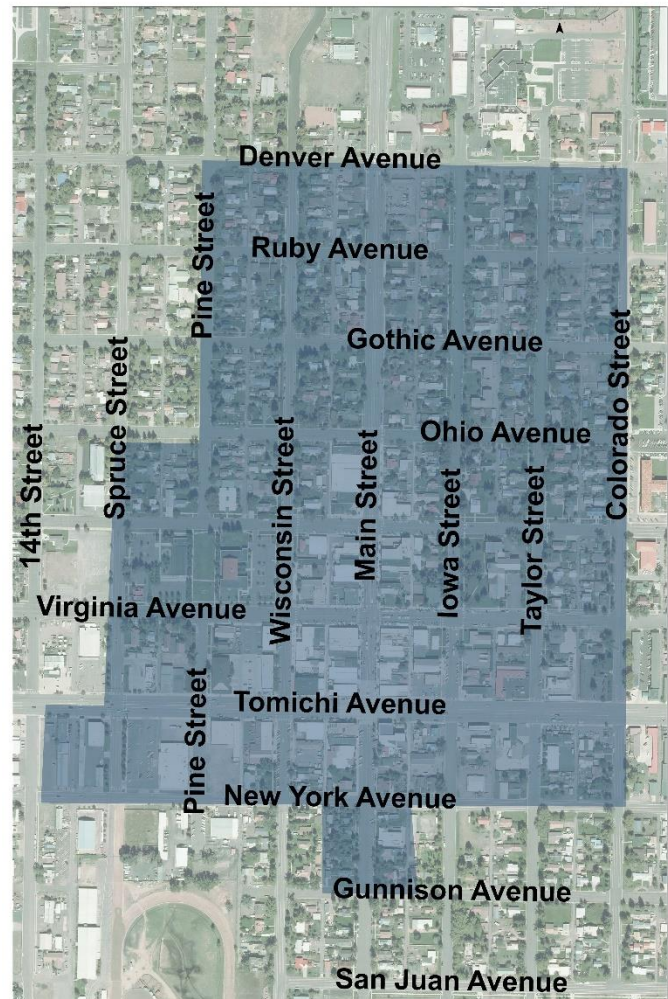 Denver Avenue
Pine Street
Ruby Avenue
Gothic Avenue
Colorado Street
Spruce Street
Ohio Avenue
14th Street
Wisconsin Street
Main Street
Iowa Street
Taylor Street
Virginia Avenue
Pine Street
Tomichi Avenue
New York Avenue
Gunnison Avenue
San Juan Avenue